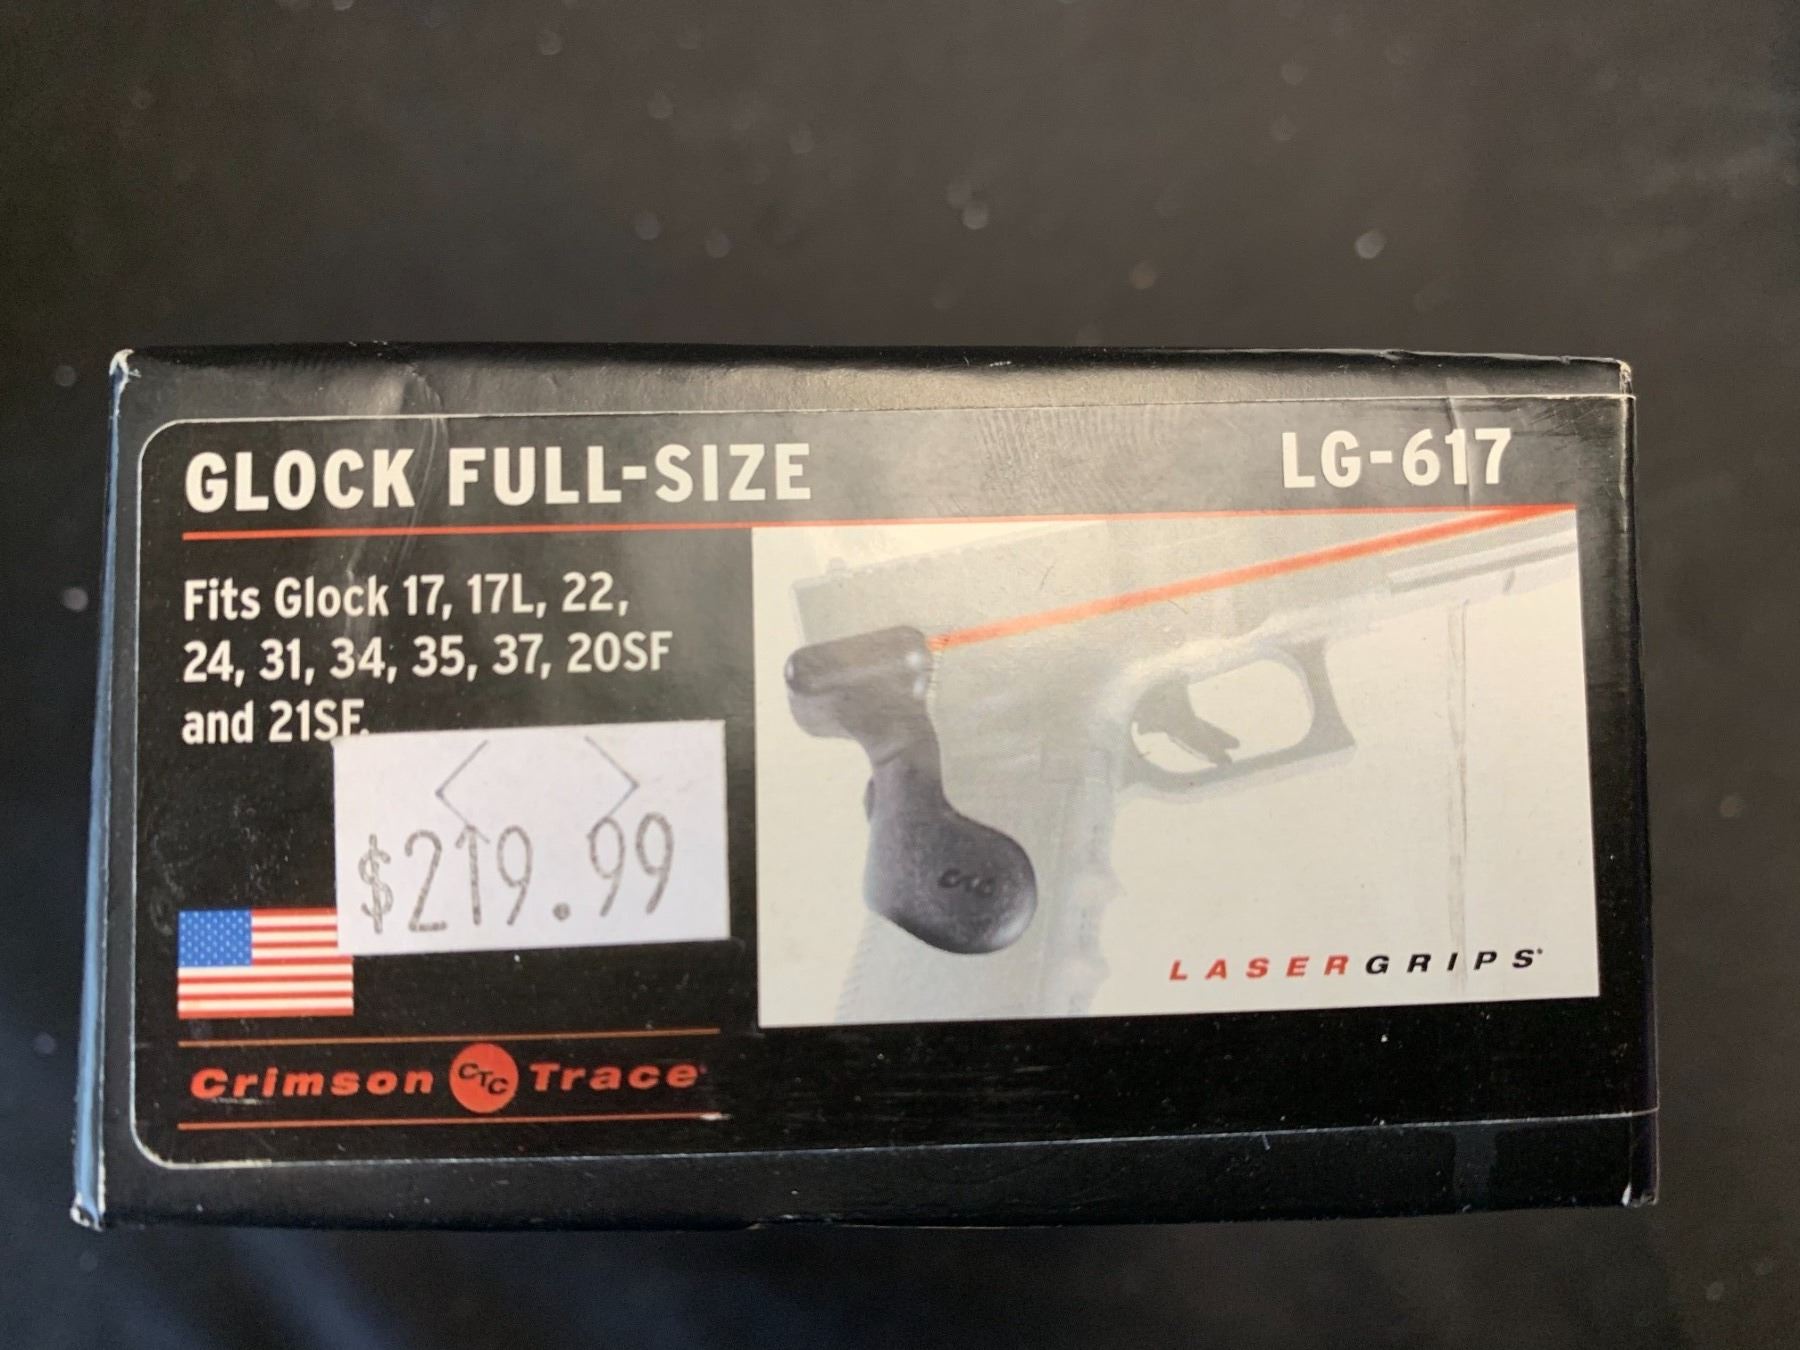 GLOCK FULL-SIZE
LG-617
Fits Glock 17, 17L, 22,
24, 31, 34, 35, 37, 20SF
and 21SF.
$219.99
CTC
LASERGRIPS
Crimson CTC Trace